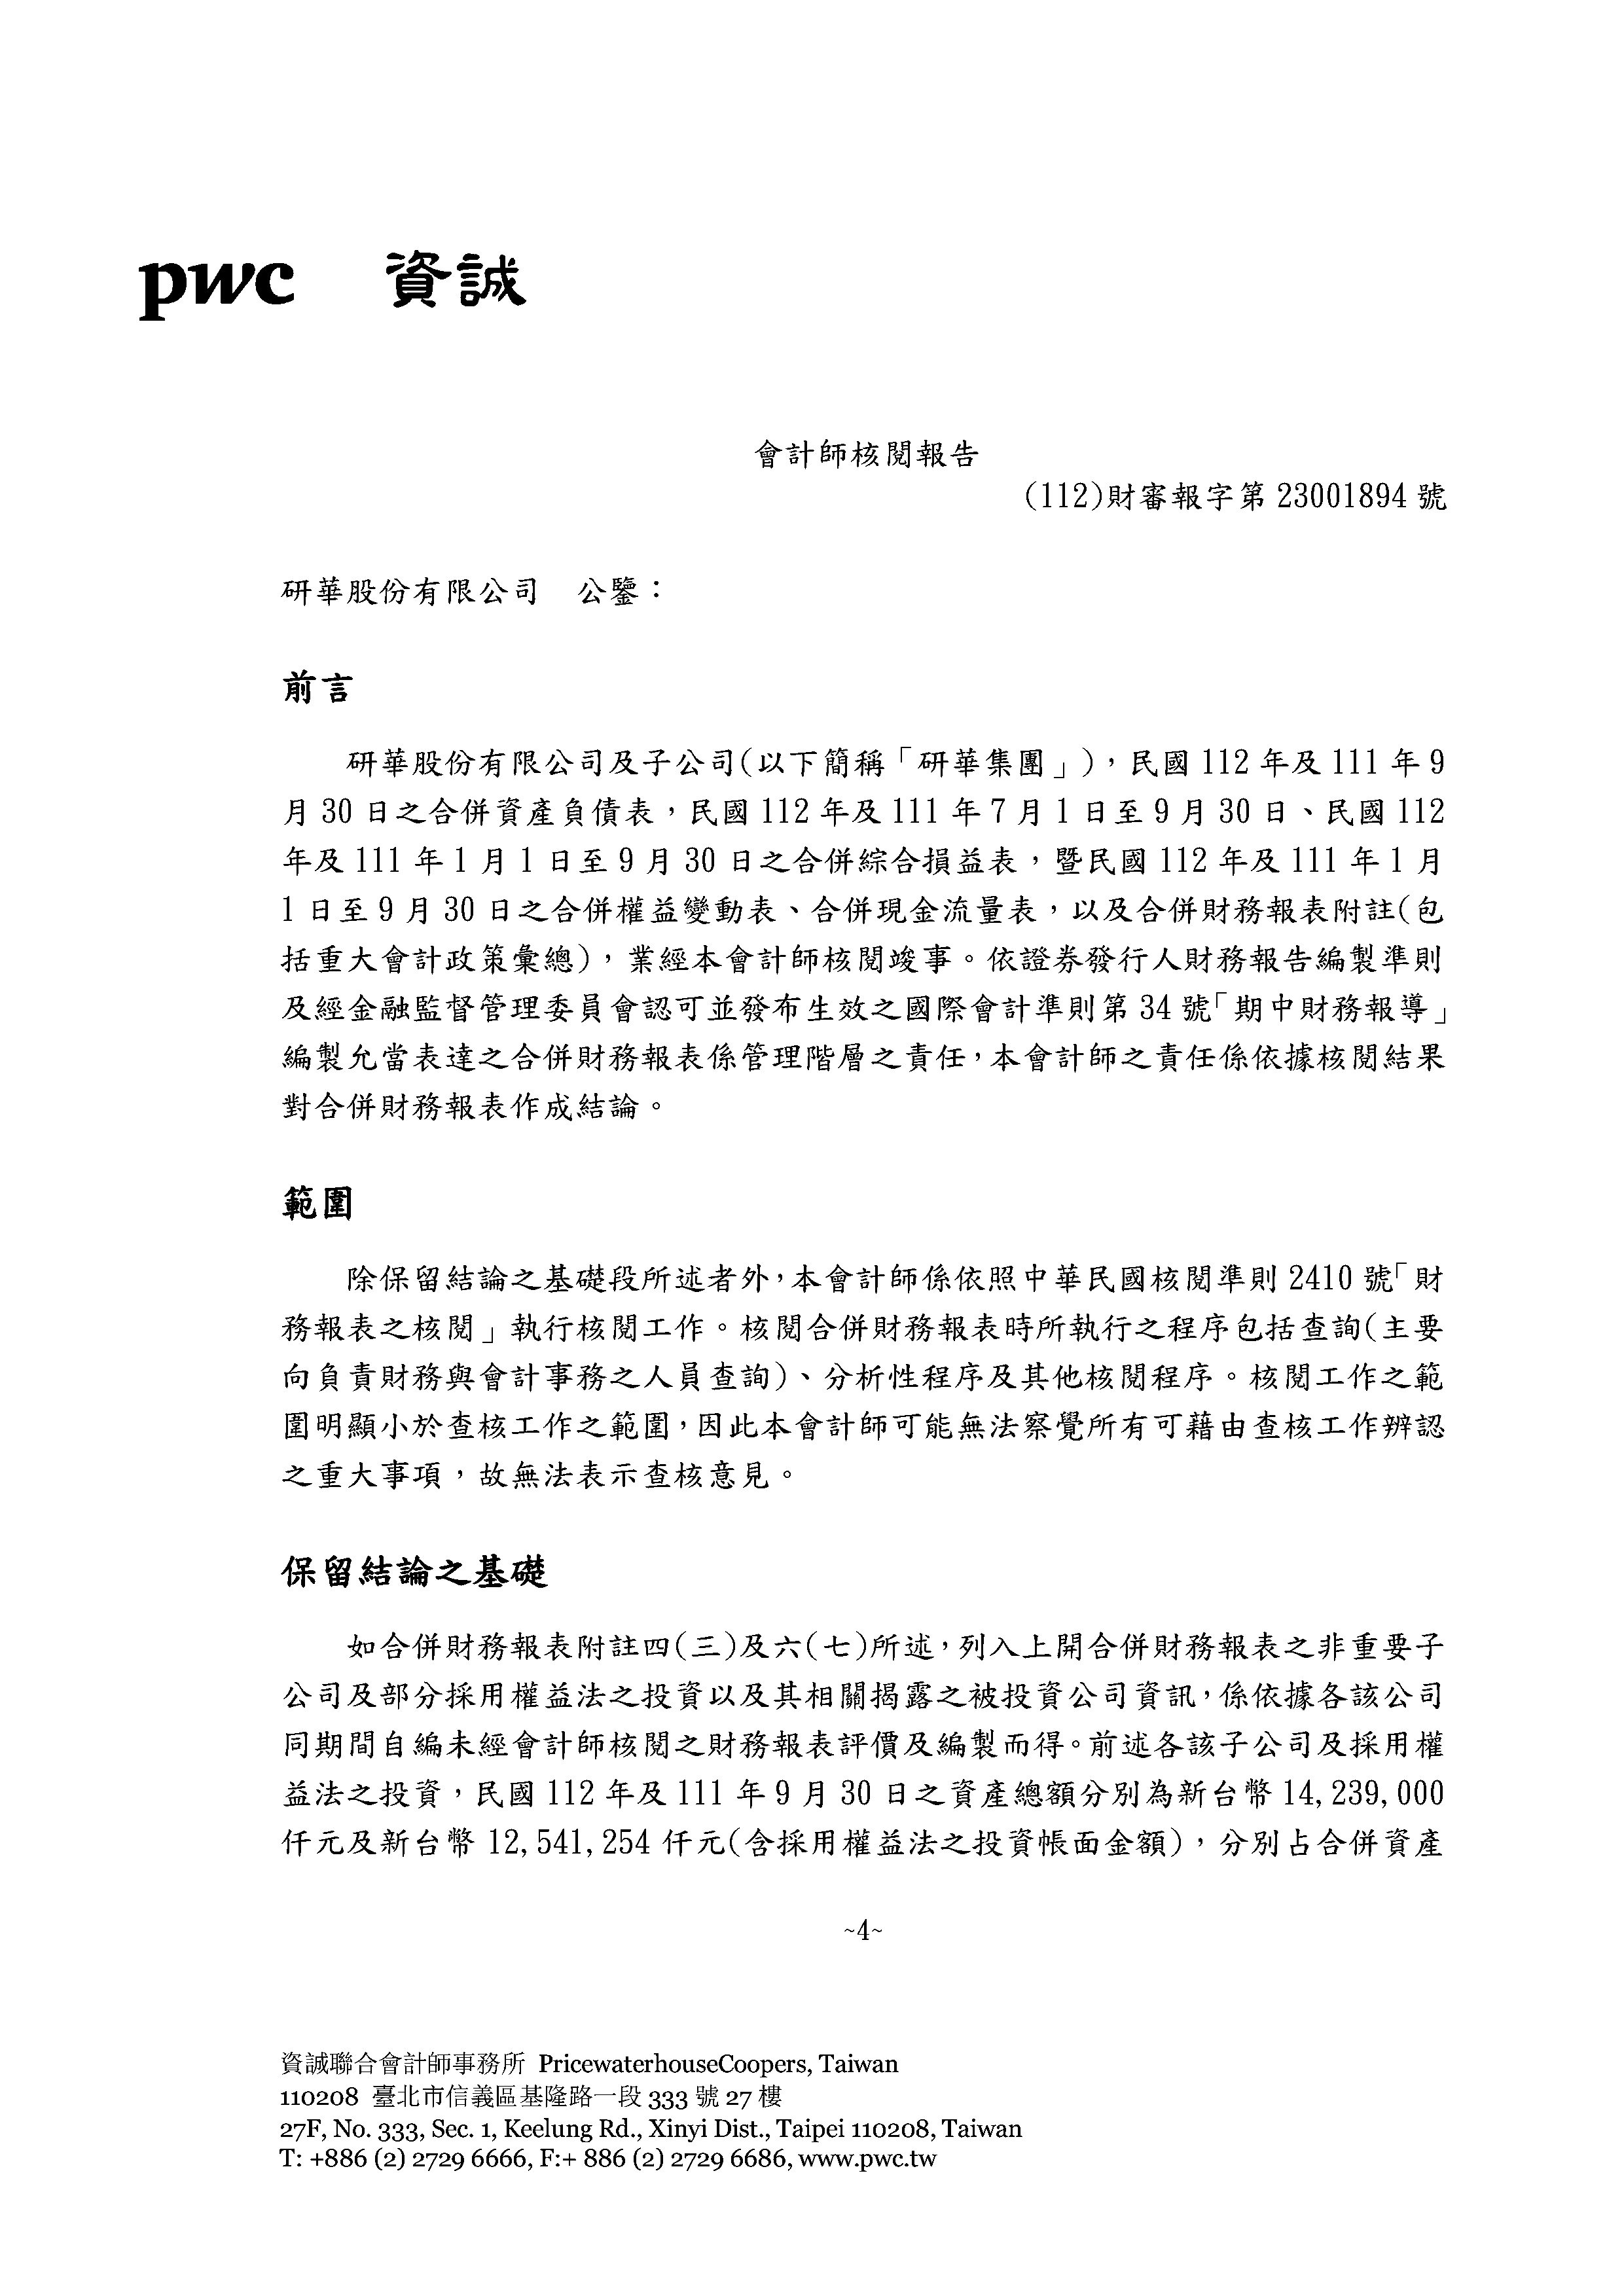 pwc 資誠
會計師核閱報告
(112)財審報字第 23001894 號
研華股份有限公司　公鑒：
前言
研華股份有限公司及子公司(以下簡稱「研華集團」)，民國 112 年及 111 年 9
月 30 日之合併資產負債表，民國 112 年及 111 年 7 月 1 日至 9 月 30 日、民國 112
年及 111 年 1 月 1 日至 9 月 30 日之合併綜合損益表，暨民國 112 年及 111 年 1 月
1 日至 9 月 30 日之合併權益變動表、合併現金流量表，以及合併財務報表附註(包
括重大會計政策彙總)，業經本會計師核閱竣事。依證券發行人財務報告編製準則
及經金融監督管理委員會認可並發布生效之國際會計準則第 34 號「期中財務報導」
編製允當表達之合併財務報表係管理階層之責任，本會計師之責任係依據核閱結果
對合併財務報表作成結論。
範圍
除保留結論之基礎段所述者外，本會計師係依照中華民國核閱準則 2410 號「財
務報表之核閱」執行核閱工作。核閱合併財務報表時所執行之程序包括查詢(主要
向負責財務與會計事務之人員查詢)、分析性程序及其他核閱程序。核閱工作之範
圍明顯小於查核工作之範圍，因此本會計師可能無法察覺所有可藉由查核工作辨認
之重大事項，故無法表示查核意見。
保留結論之基礎
如合併財務報表附註四(三)及六(七)所述，列入上開合併財務報表之非重要子
公司及部分採用權益法之投資以及其相關揭露之被投資公司資訊，係依據各該公司
同期間自編未經會計師核閱之財務報表評價及編製而得。前述各該子公司及採用權
益法之投資，民國 112 年及 111 年 9 月 30 日之資產總額分別為新台幣 14,239,000
仟元及新台幣 12,541,254 仟元(含採用權益法之投資帳面金額)，分別占合併資產
~4~
資誠聯合會計師事務所 PricewaterhouseCoopers, Taiwan
110208 臺北市信義區基隆路一段 333 號 27 樓
27F, No. 333, Sec. 1, Keelung Rd., Xinyi Dist., Taipei 110208, Taiwan
T: +886 (2) 2729 6666, F:+ 886 (2) 2729 6686, www.pwc.tw